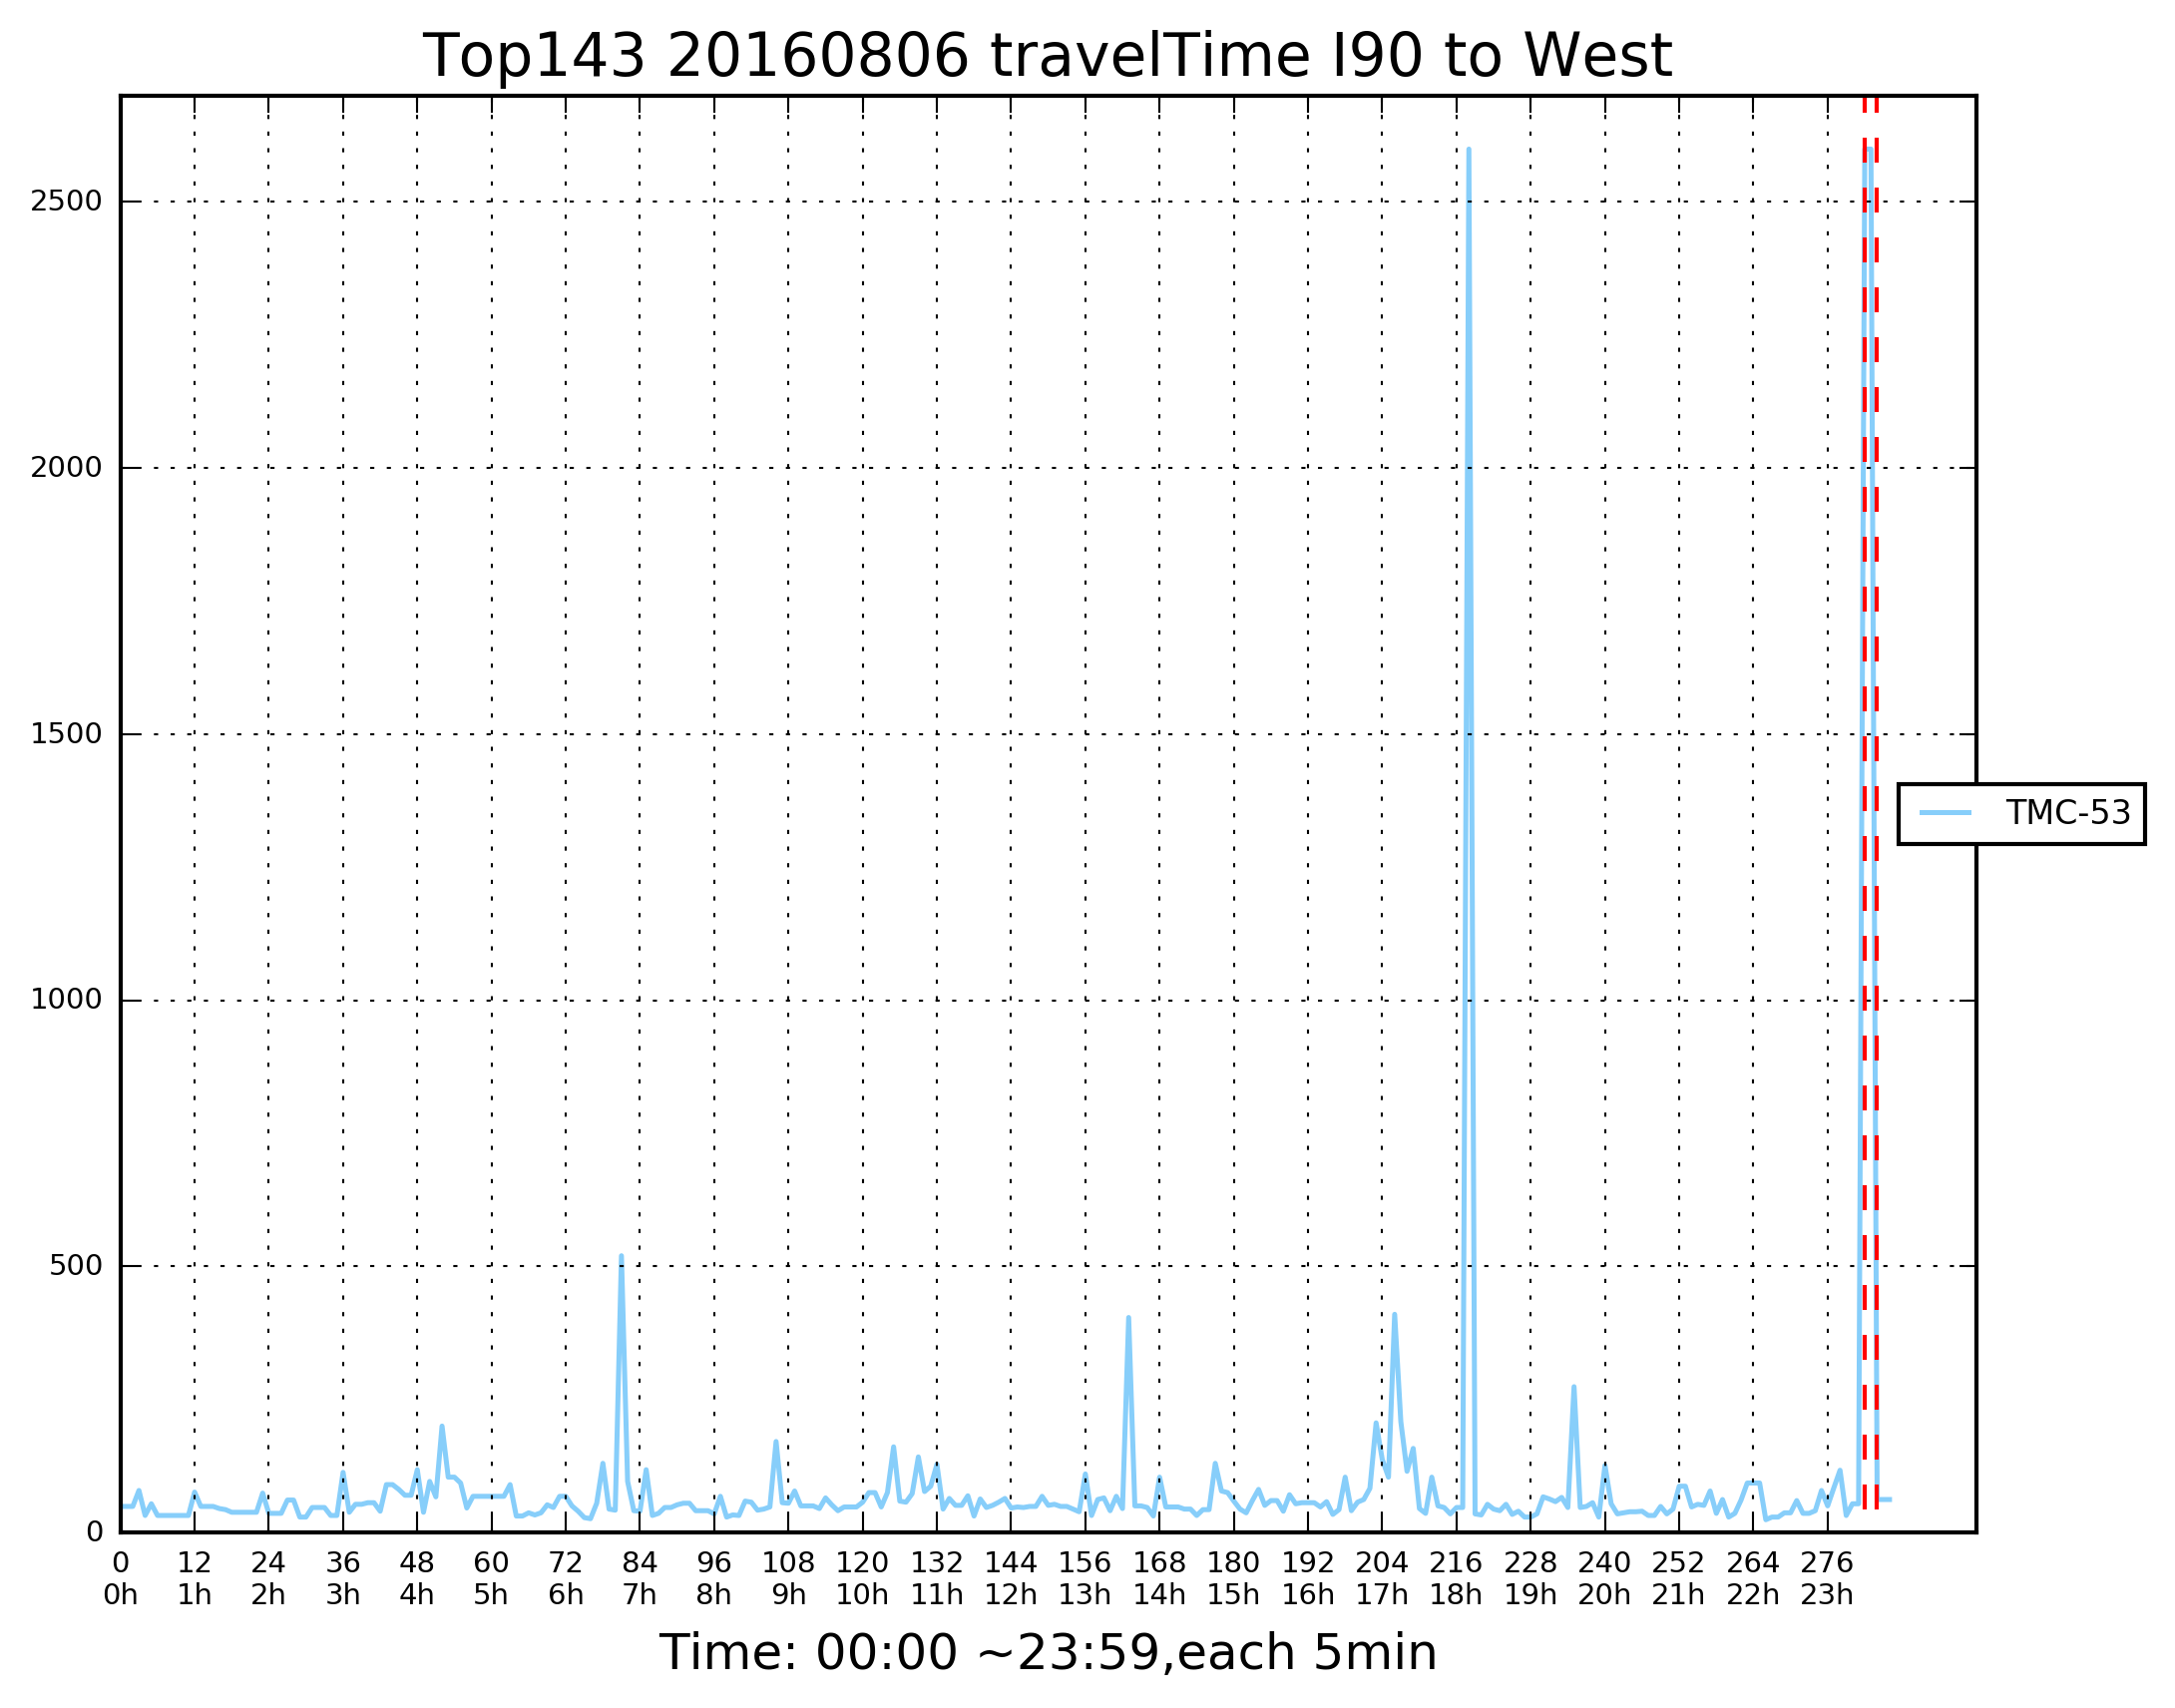 Top143 20160806 travelTime I90 to West
2500
2000
1500
1000
500
0
TMC-53
0 12 24 36 48 60 72 84 96 108 120 132 144 156 168 180 192 204 216 228 240 252 264 276
0h 1h 2h 3h 4h 5h 6h 7h 8h 9h 10h 11h 12h 13h 14h 15h 16h 17h 18h 19h 20h 21h 22h 23h
Time: 00:00 ~23:59,each 5min